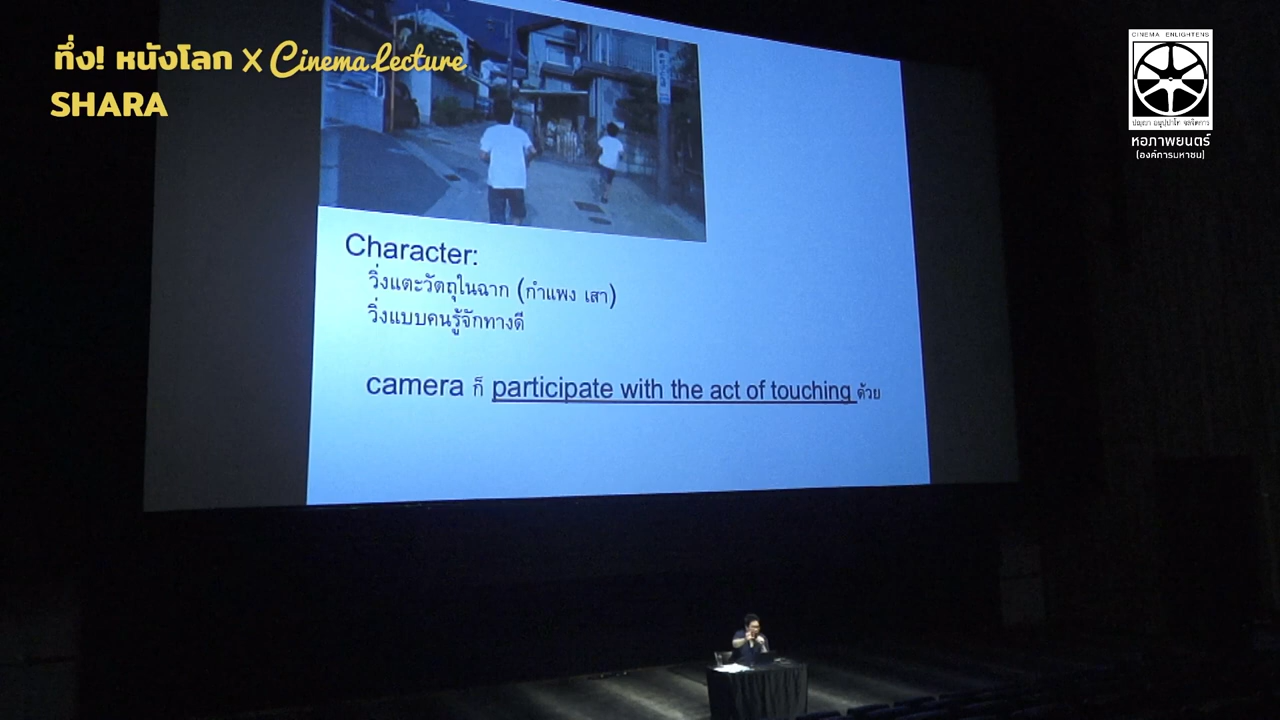 ทึ่ง! หนังโลก X Cinema Lecture
SHARA
CINEMA ENLIGHTENS
หอภาพยนตร์
(องค์การมหาชน)
Character:
วิ่งแตะวัตถุในฉาก (กำแพง เสา)
วิ่งแบบคนรู้จักทางดี
camera ก็ participate with the act of touching ด้วย